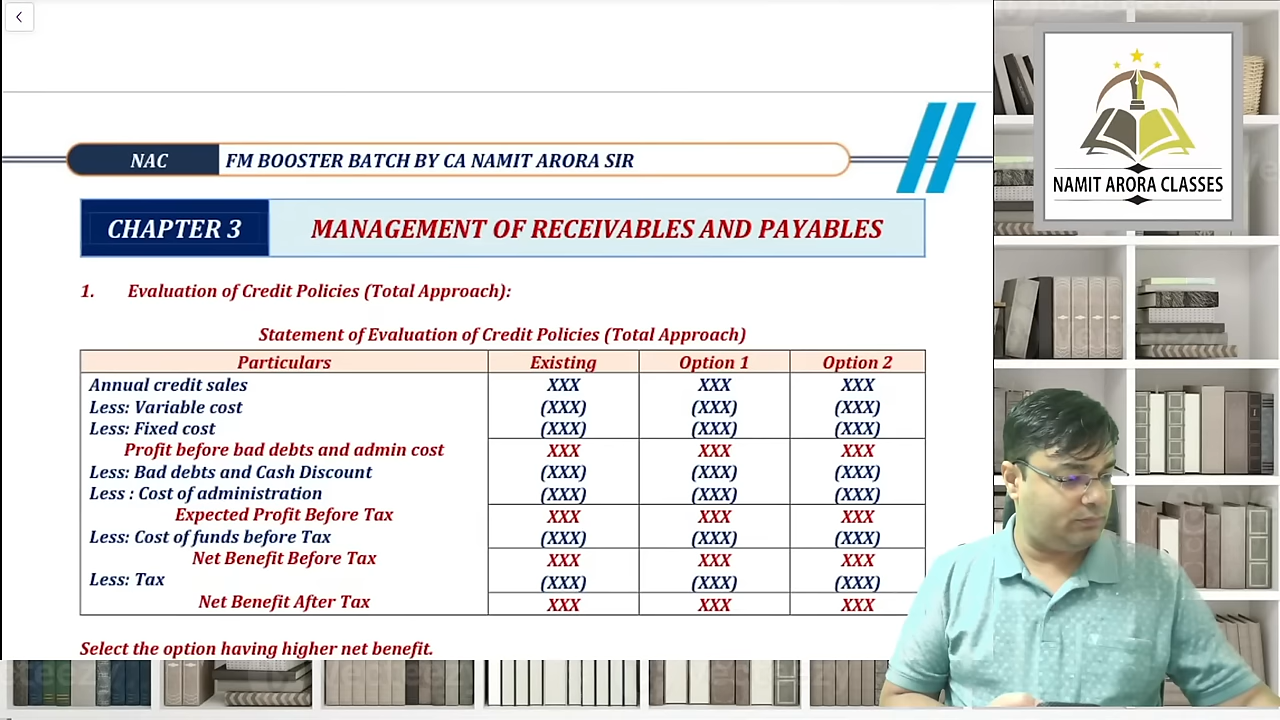 NAC FM BOOSTER BATCH BY CA NAMIT ARORA SIR
CHAPTER 3 MANAGEMENT OF RECEIVABLES AND PAYABLES
1. Evaluation of Credit Policies (Total Approach):
Statement of Evaluation of Credit Policies (Total Approach)
Particulars Existing Option 1 Option 2
Annual credit sales XXX XXX XXX
Less: Variable cost (XXX) (XXX) (XXX)
Less: Fixed cost (XXX) (XXX) (XXX)
Profit before bad debts and admin cost XXX XXX XXX
Less: Bad debts and Cash Discount (XXX) (XXX) (XXX)
Less : Cost of administration (XXX) (XXX) (XXX)
Expected Profit Before Tax XXX XXX XXX
Less: Cost of funds before Tax (XXX) (XXX) (XXX)
Net Benefit Before Tax XXX XXX XXX
Less: Tax (XXX) (XXX) (XXX)
Net Benefit After Tax XXX XXX XXX
Select the option having higher net benefit.
NAMIT ARORA CLASSES